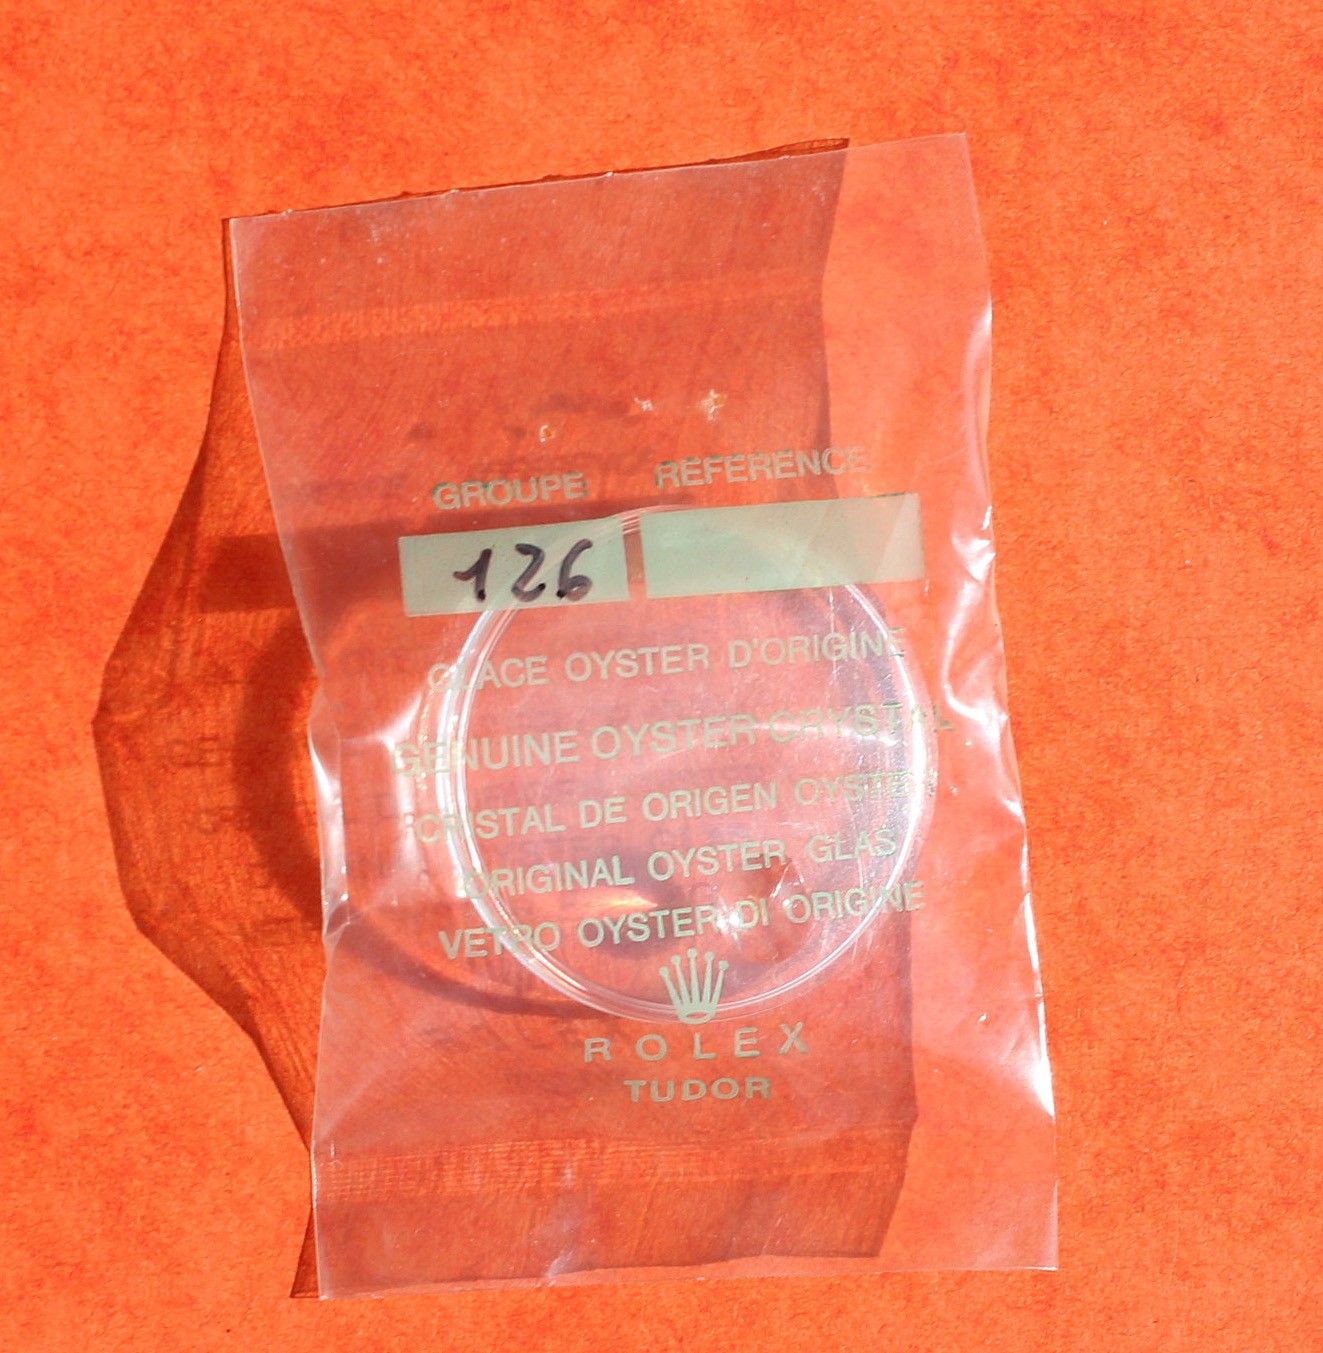 GROUPE REFERENCE
126
GLACE OYSTER D'ORIGINE
GENUINE OYSTER CRYSTAL
CRISTAL DE ORIGEN OYSTER
ORIGINAL OYSTER GLAS
VETRO OYSTER DI ORIGINE
ROLEX
TUDOR